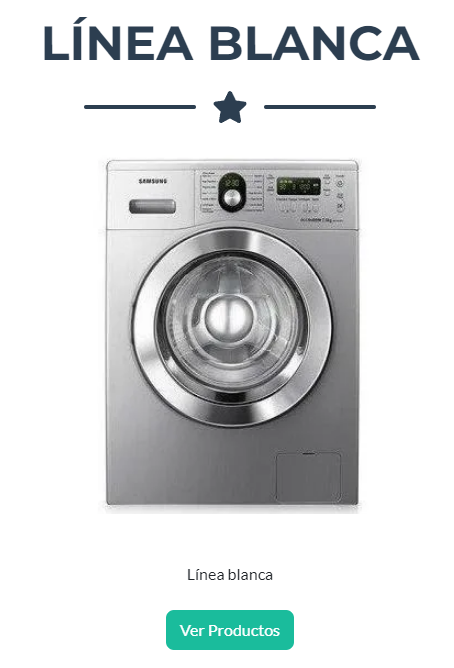 LÍNEA BLANCA
SAMSUNG
Línea blanca
Ver Productos